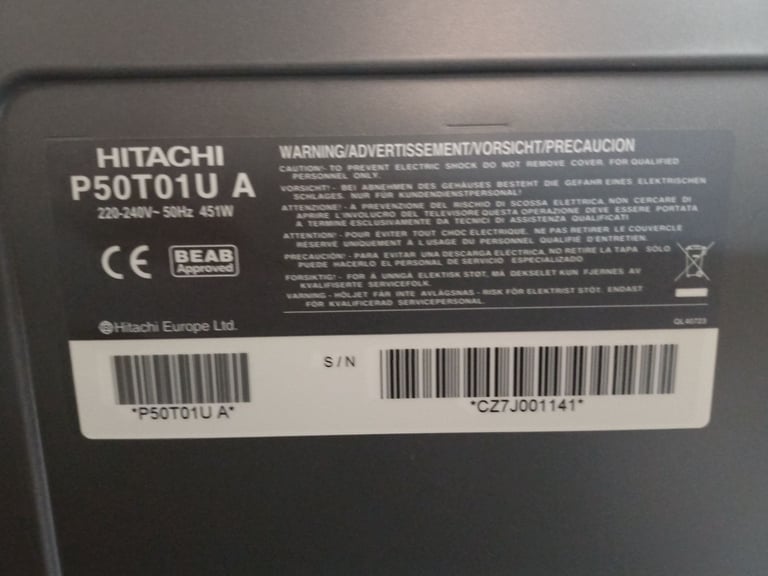 HITACHI
P50T01U A
220-240V~ 50Hz 451W
CE
BEAB
Approved
Hitachi Europe Ltd.
WARNING/ADVERTISSEMENT/VORSICHT/PRECAUCION
CAUTION!- TO PREVENT ELECTRIC SHOCK DO NOT REMOVE COVER. FOR QUALIFIED
PERSONNEL ONLY.
VORSICHT! - BEI ABNEHMEN DES GEHÄUSES BESTEHT DIE GEFAHR EINES ELEKTRISCHEN
SCHLAGES. NUR FÜR KUNDENDIENSTPERSONAL!
ATTENZIONE! - A PREVENZIONE DEL RISCHIO DI SCOSSA ELETTRICA, NON CERCARE DI
APRIRE L'INVOLUCRO DEL TELEVISORE QUESTA OPERAZIONE DEVE ESSERE PORTATA
A TERMINE ESCLUSIVAMENTE DA TECNICI DI ASSISTENZA QUALIFICATI
ATTENTION! - POUR EVITER TOUT CHOC ELECTRIQUE, NE PAS RETIRER LE COUVERCLE
RESERVE UNIQUEMENT A L USAGE DU PERSONNEL QUALIFIE D'ENTRETIEN.
PRECAUCIÓN! - PARA EVITAR UNA DESCARGA ELECTRICA, NO RETIRE LA TAPA SOLO
PUEDE HACERLO EL PERSONAL DE SERVICIO ESPECIALIZADO
FORSIKTIG! - FOR Å UNNGÅ ELEKTISK STOT, MÅ DEKSELET KUN FJERNES AV
KVALIFISERTE SERVICEFOLK.
VARNING - HÖLJET FÅR INTE AVLÄGSNAS - RISK FÖR ELEKTRIST STÖT. ENDAST
FÖR KVALIFICERAD SERVICEPERSONAL.
QL40723
*P50T01U A*
S/N
*CZ7J001141*